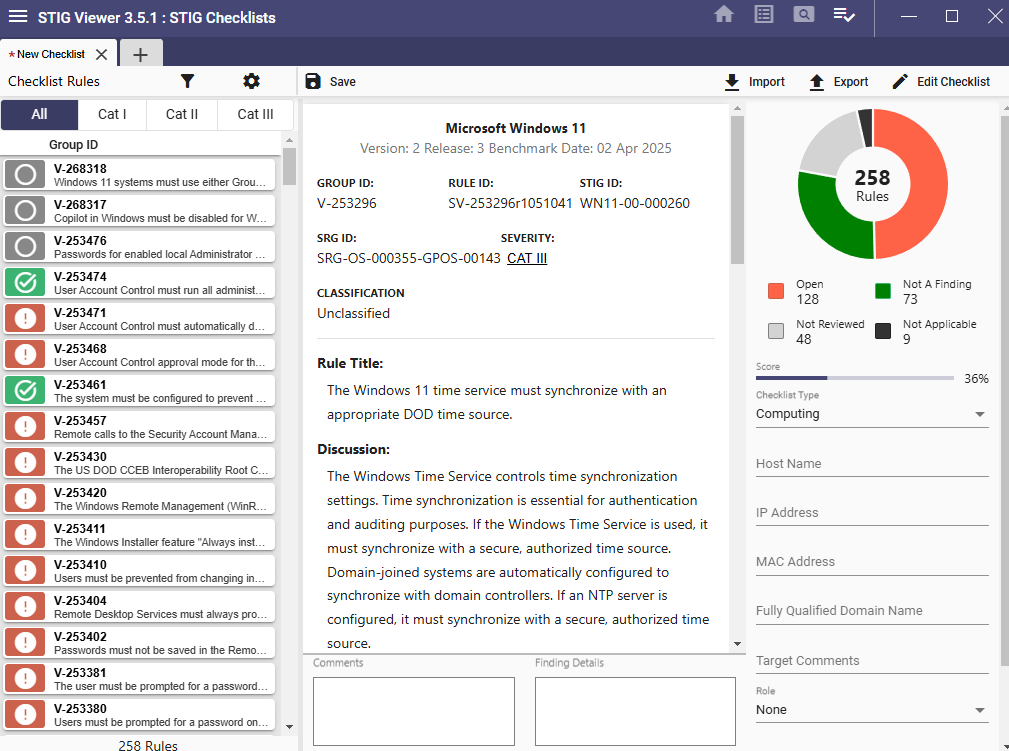 STIG Viewer 3.5.1 : STIG Checklists
* New Checklist
Checklist Rules
Save
Import
Export
Edit Checklist
All
Cat I
Cat II
Cat III
Group ID
V-268318
Windows 11 systems must use either Grou...
V-268317
Copilot in Windows must be disabled for W...
V-253476
Passwords for enabled local Administrator ...
V-253474
User Account Control must run all administ...
V-253471
User Account Control must automatically d...
V-253468
User Account Control approval mode for th...
V-253461
The system must be configured to prevent ...
V-253457
Remote calls to the Security Account Mana...
V-253430
The US DOD CCEB Interoperability Root C...
V-253420
The Windows Remote Management (WinR...
V-253411
The Windows Installer feature "Always inst...
V-253410
Users must be prevented from changing in...
V-253404
Remote Desktop Services must always pro...
V-253402
Passwords must not be saved in the Remo...
V-253381
The user must be prompted for a password...
V-253380
Users must be prompted for a password on...
258 Rules
Microsoft Windows 11
Version: 2 Release: 3 Benchmark Date: 02 Apr 2025
GROUP ID:
RULE ID:
STIG ID:
V-253296
SV-253296r1051041
WN11-00-000260
SRG ID:
SEVERITY:
SRG-OS-000355-GPOS-00143
CAT III
CLASSIFICATION
Unclassified
Rule Title:
The Windows 11 time service must synchronize with an
appropriate DOD time source.
Discussion:
The Windows Time Service controls time synchronization
settings. Time synchronization is essential for authentication
and auditing purposes. If the Windows Time Service is used, it
must synchronize with a secure, authorized time source.
Domain-joined systems are automatically configured to
synchronize with domain controllers. If an NTP server is
configured, it must synchronize with a secure, authorized time
source.
Comments
Finding Details
258
Rules
Open
128
Not A Finding
73
Not Reviewed
48
Not Applicable
9
Score
36%
Checklist Type
Computing
Host Name
IP Address
MAC Address
Fully Qualified Domain Name
Target Comments
Role
None